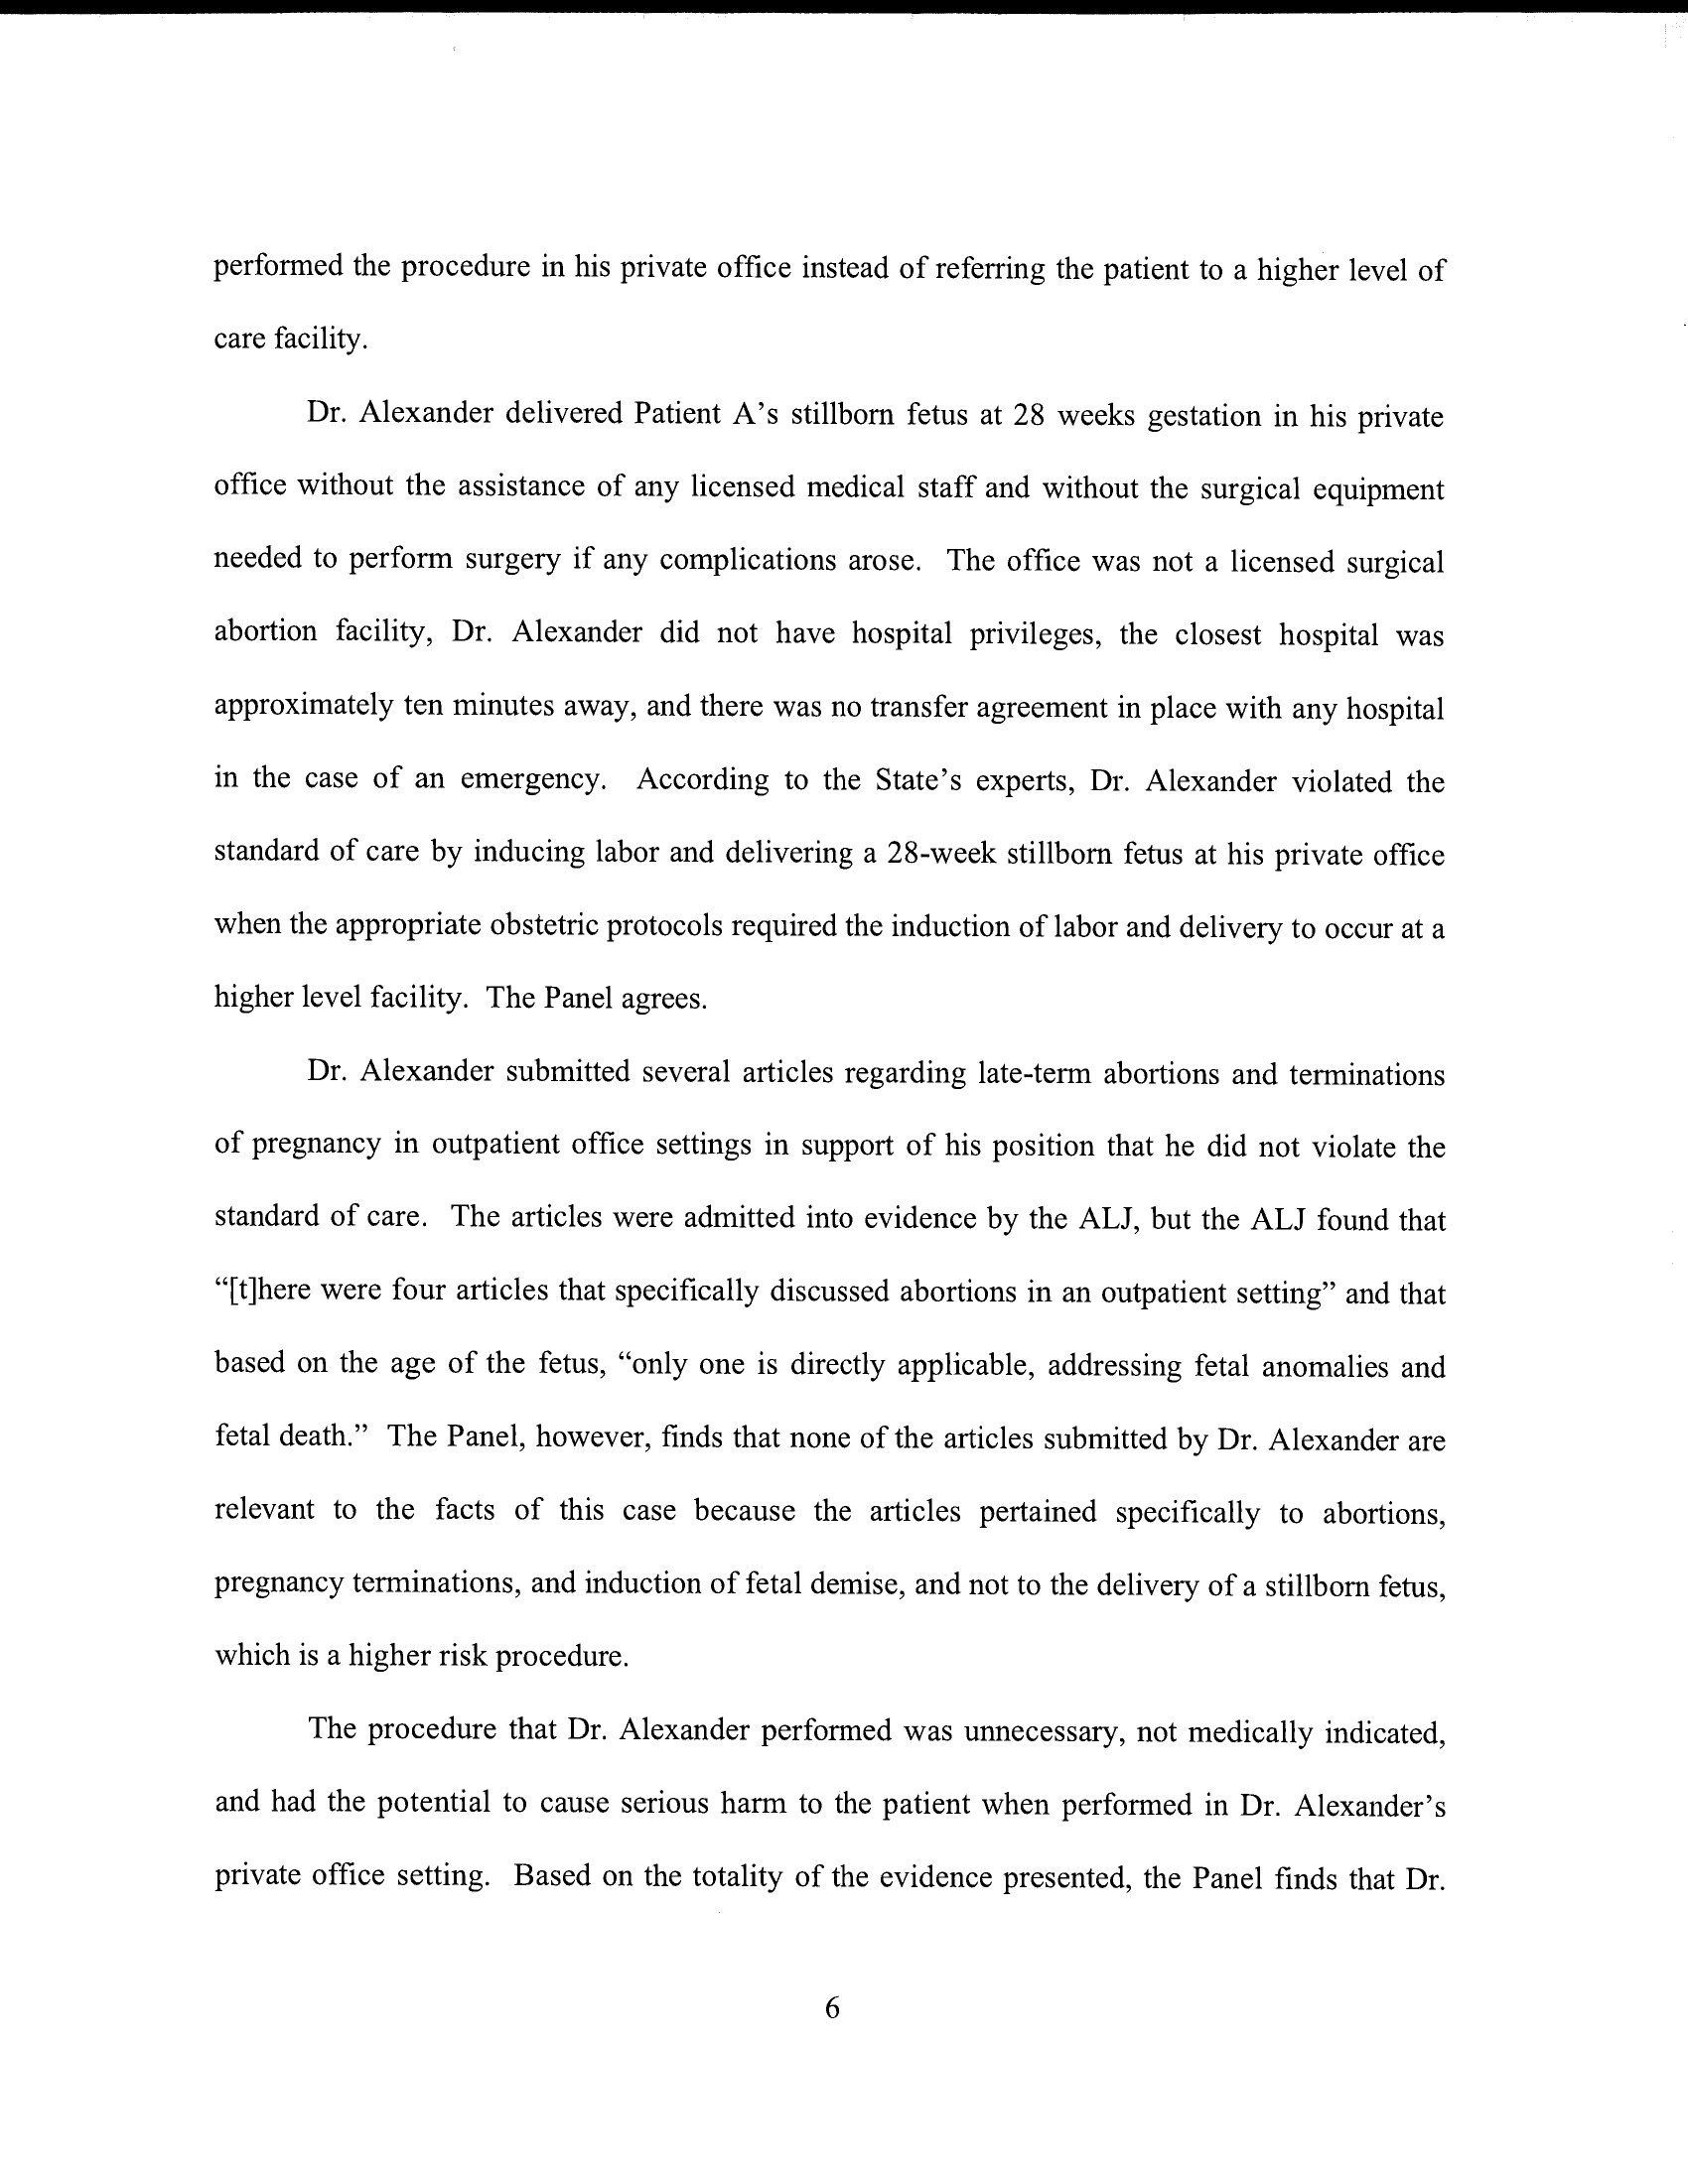 performed the procedure in his private office instead of referring the patient to a higher level of
care facility.
Dr. Alexander delivered Patient A's stillborn fetus at 28 weeks gestation in his private
office without the assistance of any licensed medical staff and without the surgical equipment
needed to perform surgery if any complications arose. The office was not a licensed surgical
abortion facility, Dr. Alexander did not have hospital privileges, the closest hospital was
approximately ten minutes away, and there was no transfer agreement in place with any hospital
in the case of an emergency. According to the State's experts, Dr. Alexander violated the
standard of care by inducing labor and delivering a 28-week stillborn fetus at his private office
when the appropriate obstetric protocols required the induction of labor and delivery to occur at a
higher level facility. The Panel agrees.
Dr. Alexander submitted several articles regarding late-term abortions and terminations
of pregnancy in outpatient office settings in support of his position that he did not violate the
standard of care. The articles were admitted into evidence by the ALJ, but the ALJ found that
“[t]here were four articles that specifically discussed abortions in an outpatient setting” and that
based on the age of the fetus, “only one is directly applicable, addressing fetal anomalies and
fetal death.” The Panel, however, finds that none of the articles submitted by Dr. Alexander are
relevant to the facts of this case because the articles pertained specifically to abortions,
pregnancy terminations, and induction of fetal demise, and not to the delivery of a stillborn fetus,
which is a higher risk procedure.
The procedure that Dr. Alexander performed was unnecessary, not medically indicated,
and had the potential to cause serious harm to the patient when performed in Dr. Alexander's
private office setting. Based on the totality of the evidence presented, the Panel finds that Dr.
6